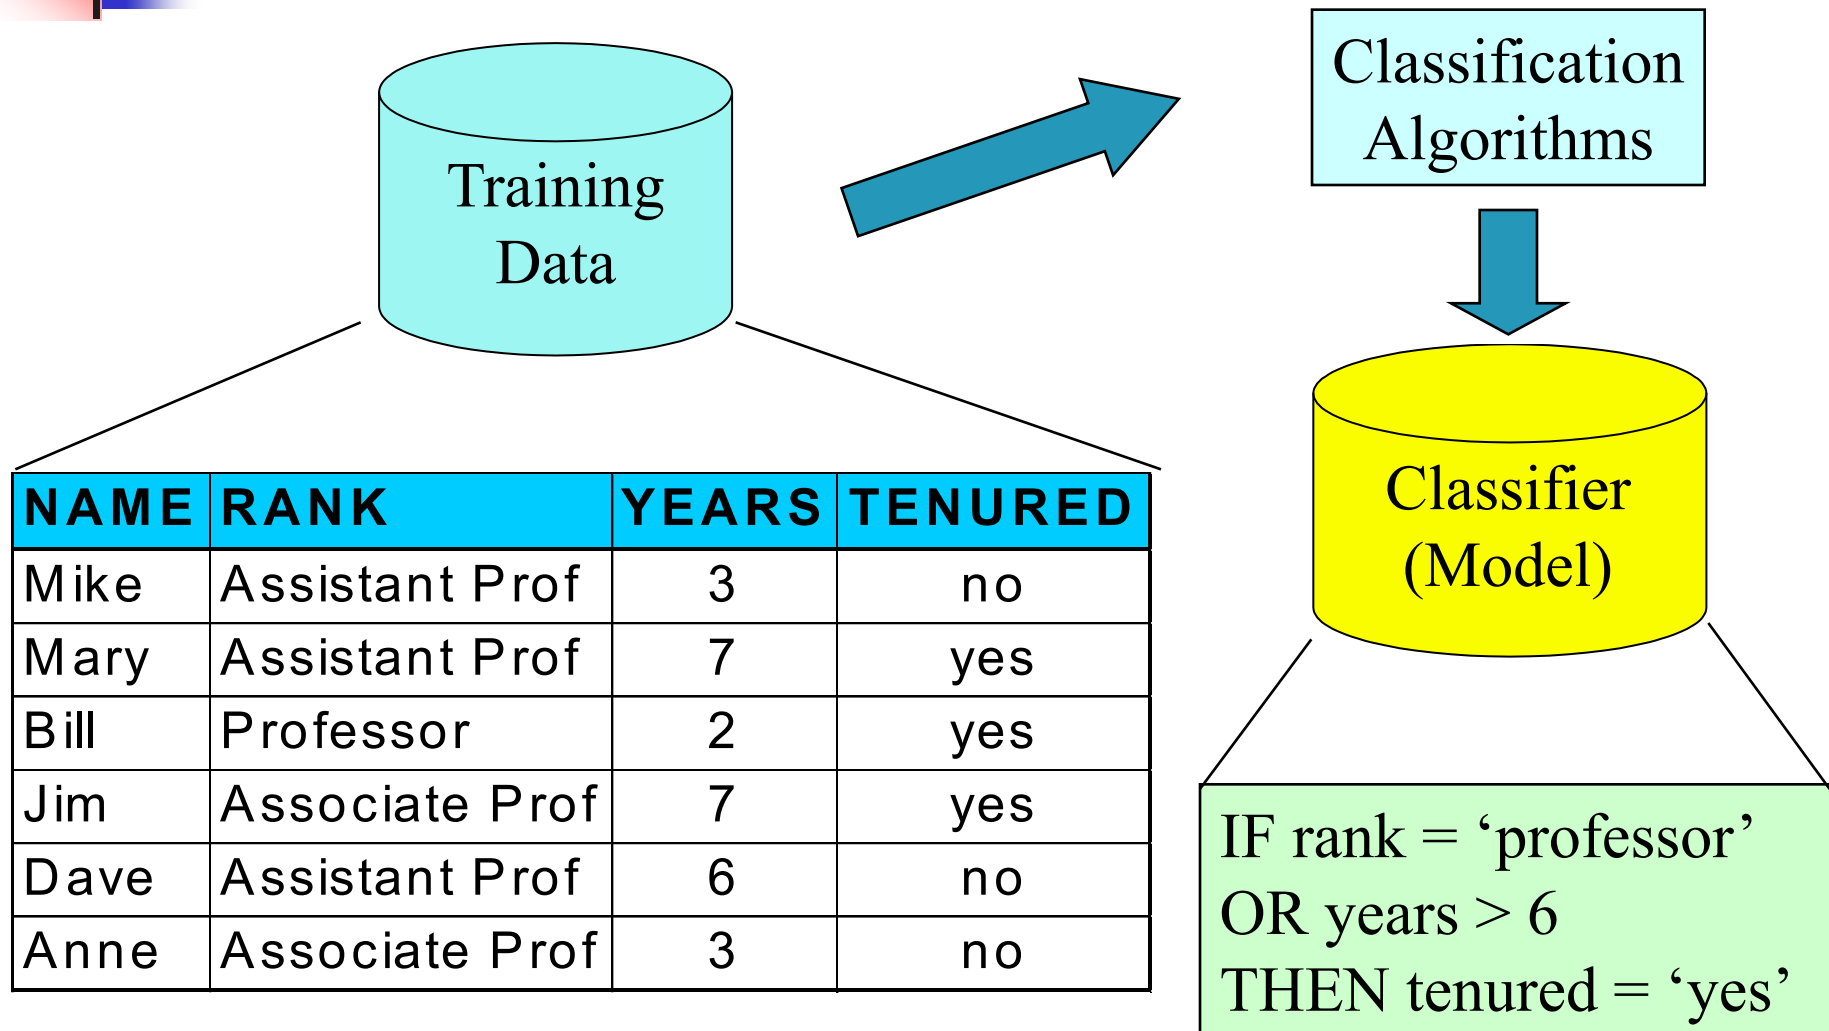 Training
Data
Classification
Algorithms
NAME RANK YEARS TENURED
Mike Assistant Prof 3 no
Mary Assistant Prof 7 yes
Bill Professor 2 yes
Jim Associate Prof 7 yes
Dave Assistant Prof 6 no
Anne Associate Prof 3 no
Classifier
(Model)
IF rank = ‘professor’
OR years > 6
THEN tenured = ‘yes’